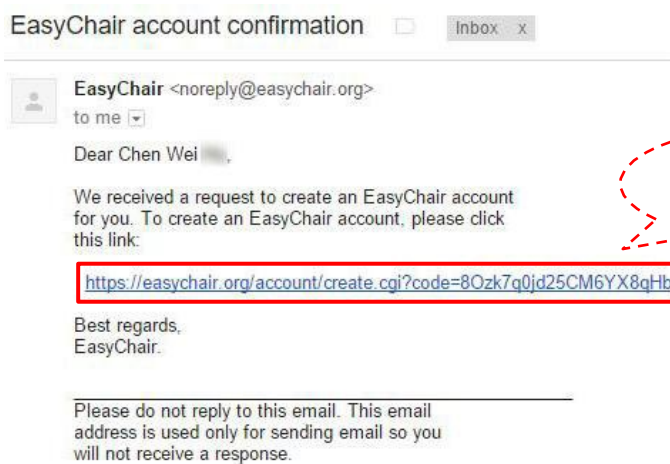 EasyChair account confirmation Inbox x
EasyChair <noreply@easychair.org>
to me
Dear Chen Wei ,
We received a request to create an EasyChair account
for you. To create an EasyChair account, please click
this link:
https://easychair.org/account/create.cgi?code=8Ozk7q0jd25CM6YX8qHb
Best regards,
EasyChair.
Please do not reply to this email. This email
address is used only for sending email so you
will not receive a response.